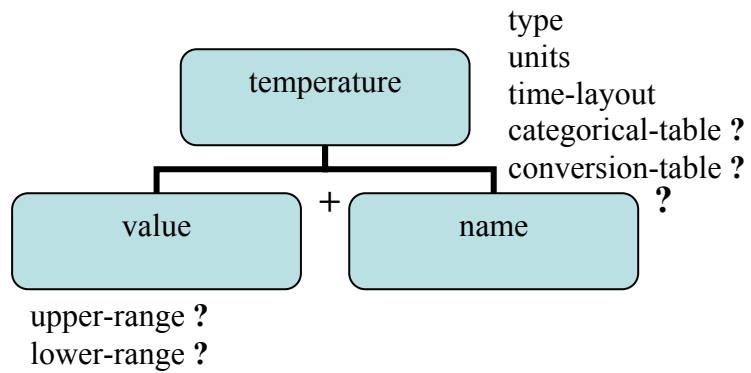 type
units
temperature
time-layout
categorical-table ?
conversion-table ?
value
+
name
?
upper-range ?
lower-range ?